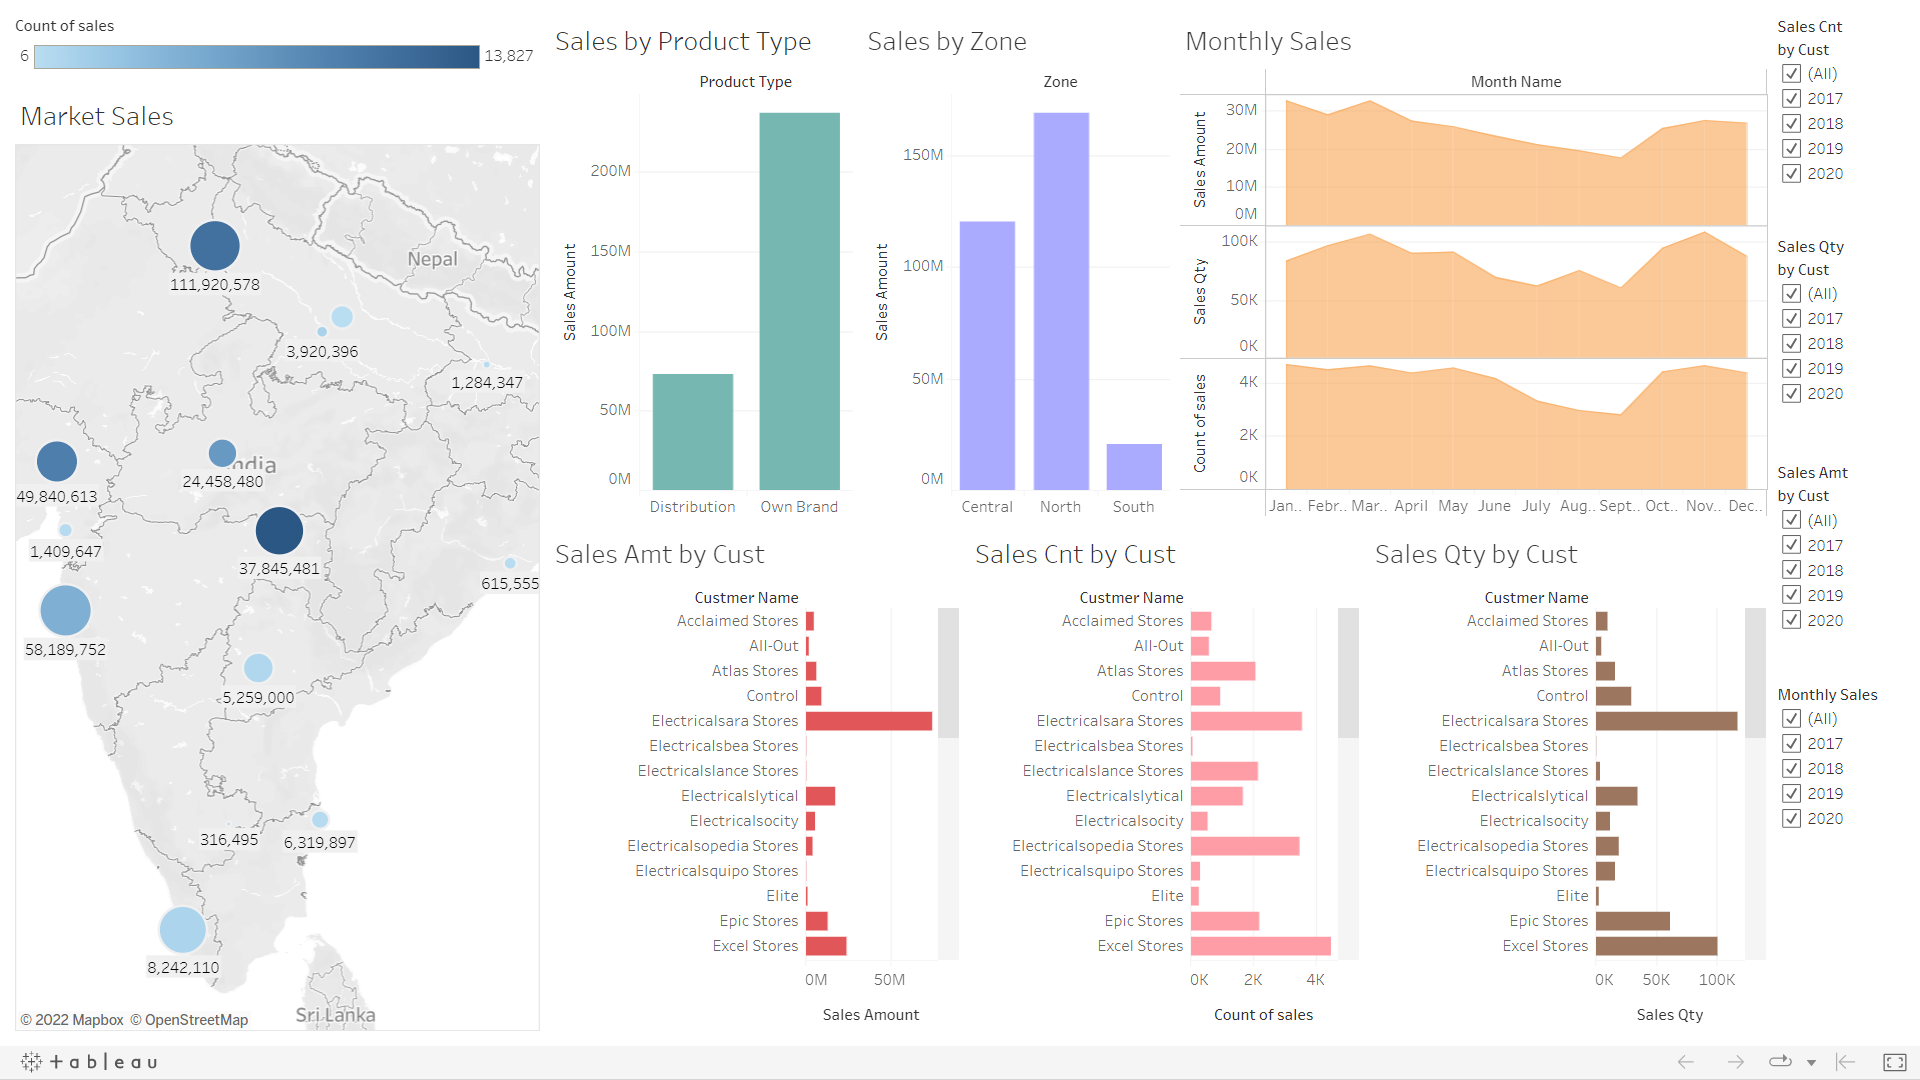 Count of sales
6
13,827
Market Sales
Nepal
111,920,578
3,920,396
1,284,347
India
24,458,480
49,840,613
1,409,647
37,845,481
615,555
58,189,752
5,259,000
316,495
6,319,897
8,242,110
Sri Lanka
© 2022 Mapbox © OpenStreetMap
Sales by Product Type
Product Type
Sales Amount
200M
150M
100M
50M
0M
Distribution
Own Brand
Sales by Zone
Zone
Sales Amount
150M
100M
50M
0M
Central
North
South
Monthly Sales
Month Name
Sales Amount
30M
20M
10M
0M
Sales Qty
100K
50K
0K
Count of sales
4K
2K
0K
Jan.. Febr.. Mar.. April May June July Aug.. Sept.. Oct.. Nov.. Dec..
Sales Amt by Cust
Custmer Name
Acclaimed Stores
All-Out
Atlas Stores
Control
Electricalsara Stores
Electricalsbea Stores
Electricalslance Stores
Electricalslytical
Electricalsocity
Electricalsopedia Stores
Electricalsquipo Stores
Elite
Epic Stores
Excel Stores
0M 50M
Sales Amount
Sales Cnt by Cust
Custmer Name
Acclaimed Stores
All-Out
Atlas Stores
Control
Electricalsara Stores
Electricalsbea Stores
Electricalslance Stores
Electricalslytical
Electricalsocity
Electricalsopedia Stores
Electricalsquipo Stores
Elite
Epic Stores
Excel Stores
0K 2K 4K
Count of sales
Sales Qty by Cust
Custmer Name
Acclaimed Stores
All-Out
Atlas Stores
Control
Electricalsara Stores
Electricalsbea Stores
Electricalslance Stores
Electricalslytical
Electricalsocity
Electricalsopedia Stores
Electricalsquipo Stores
Elite
Epic Stores
Excel Stores
0K 50K 100K
Sales Qty
Sales Cnt
by Cust
(All)
2017
2018
2019
2020
Sales Qty
by Cust
(All)
2017
2018
2019
2020
Sales Amt
by Cust
(All)
2017
2018
2019
2020
Monthly Sales
(All)
2017
2018
2019
2020
+ a b | e a u